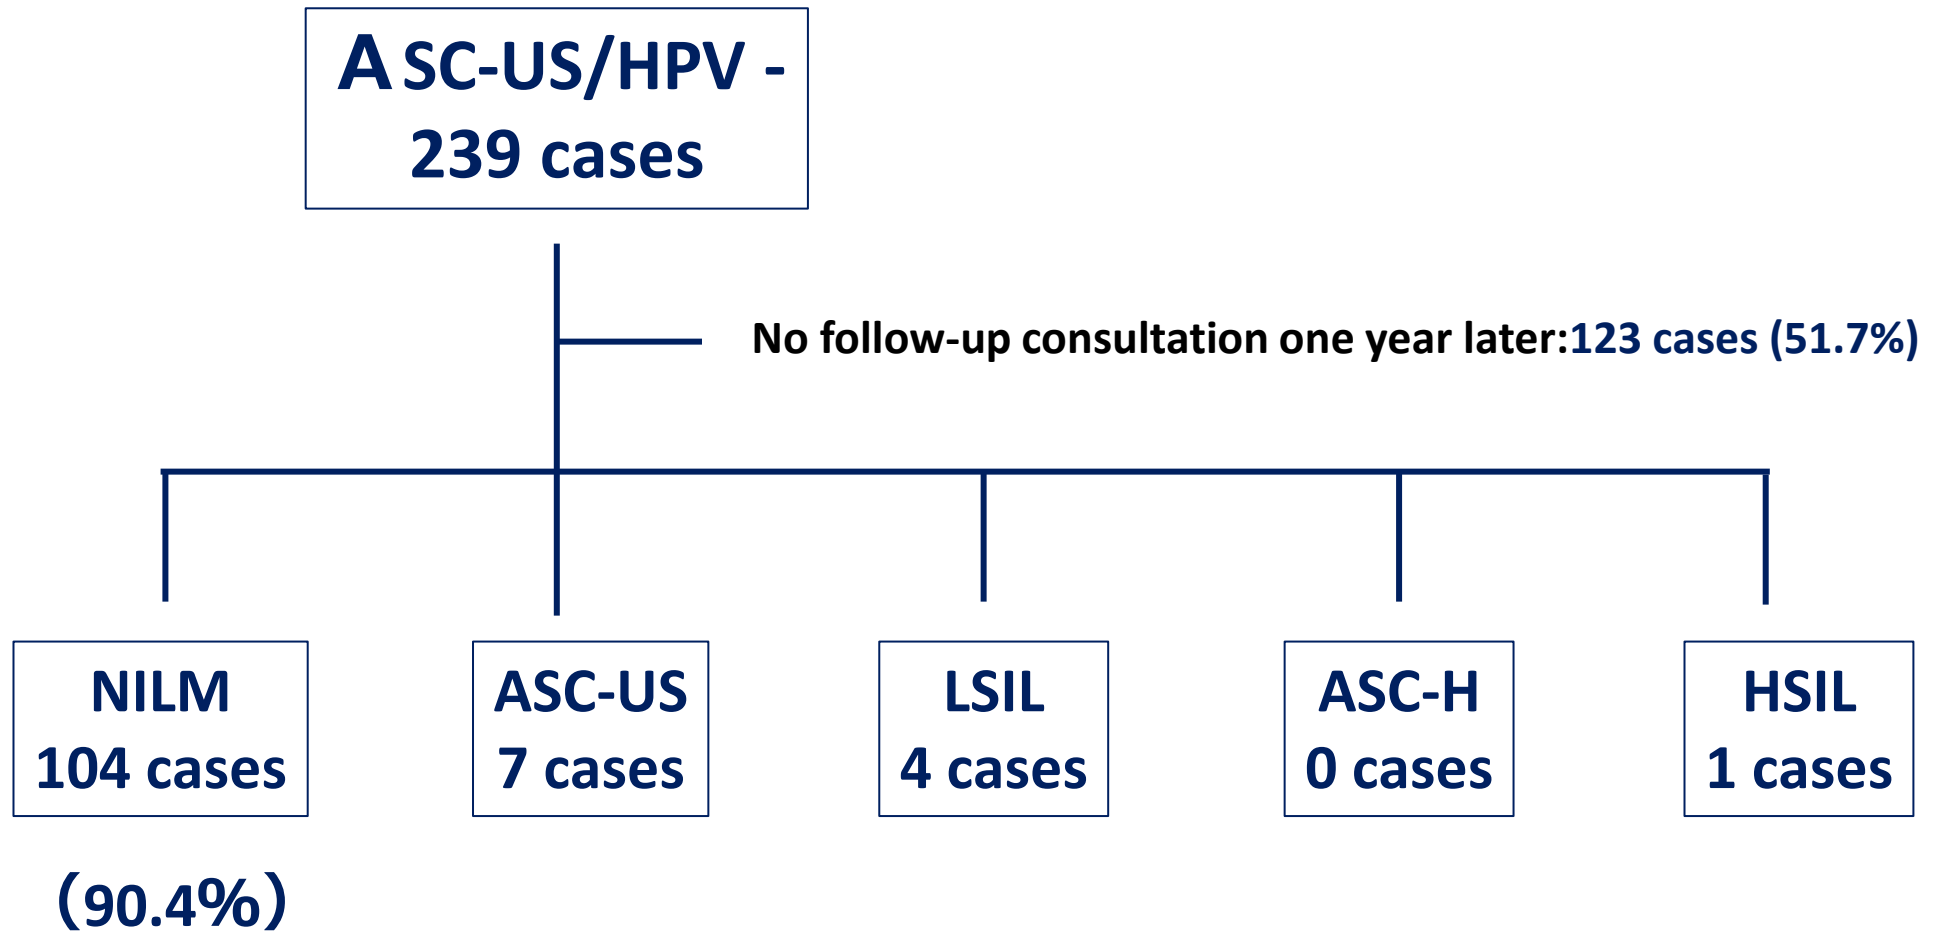 ASC-US/HPV -
239 cases
No follow-up consultation one year later:123 cases (51.7%)
NILM
104 cases
ASC-US
7 cases
LSIL
4 cases
ASC-H
0 cases
HSIL
1 cases
(90.4%)